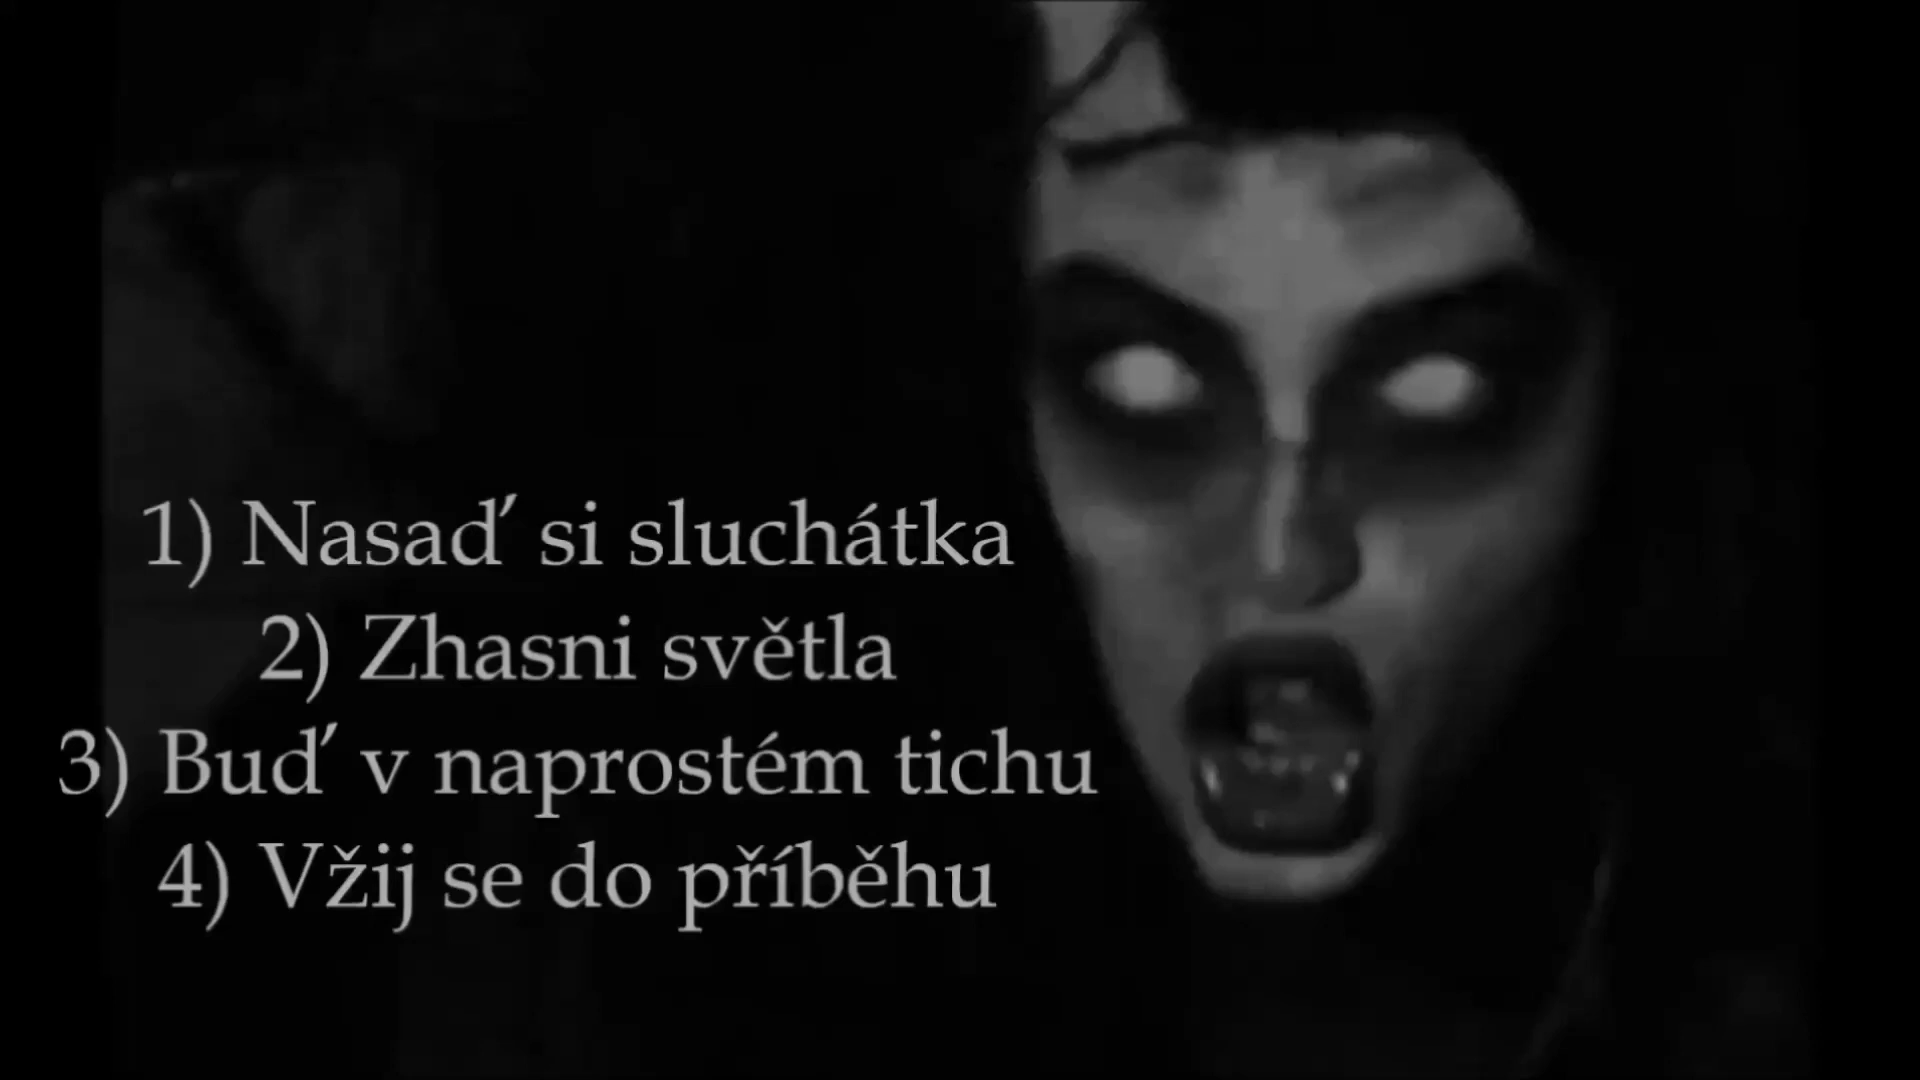 1) Nasaď si sluchátka
2) Zhasni světla
3) Buď v naprostém tichu
4) Vžij se do příběhu